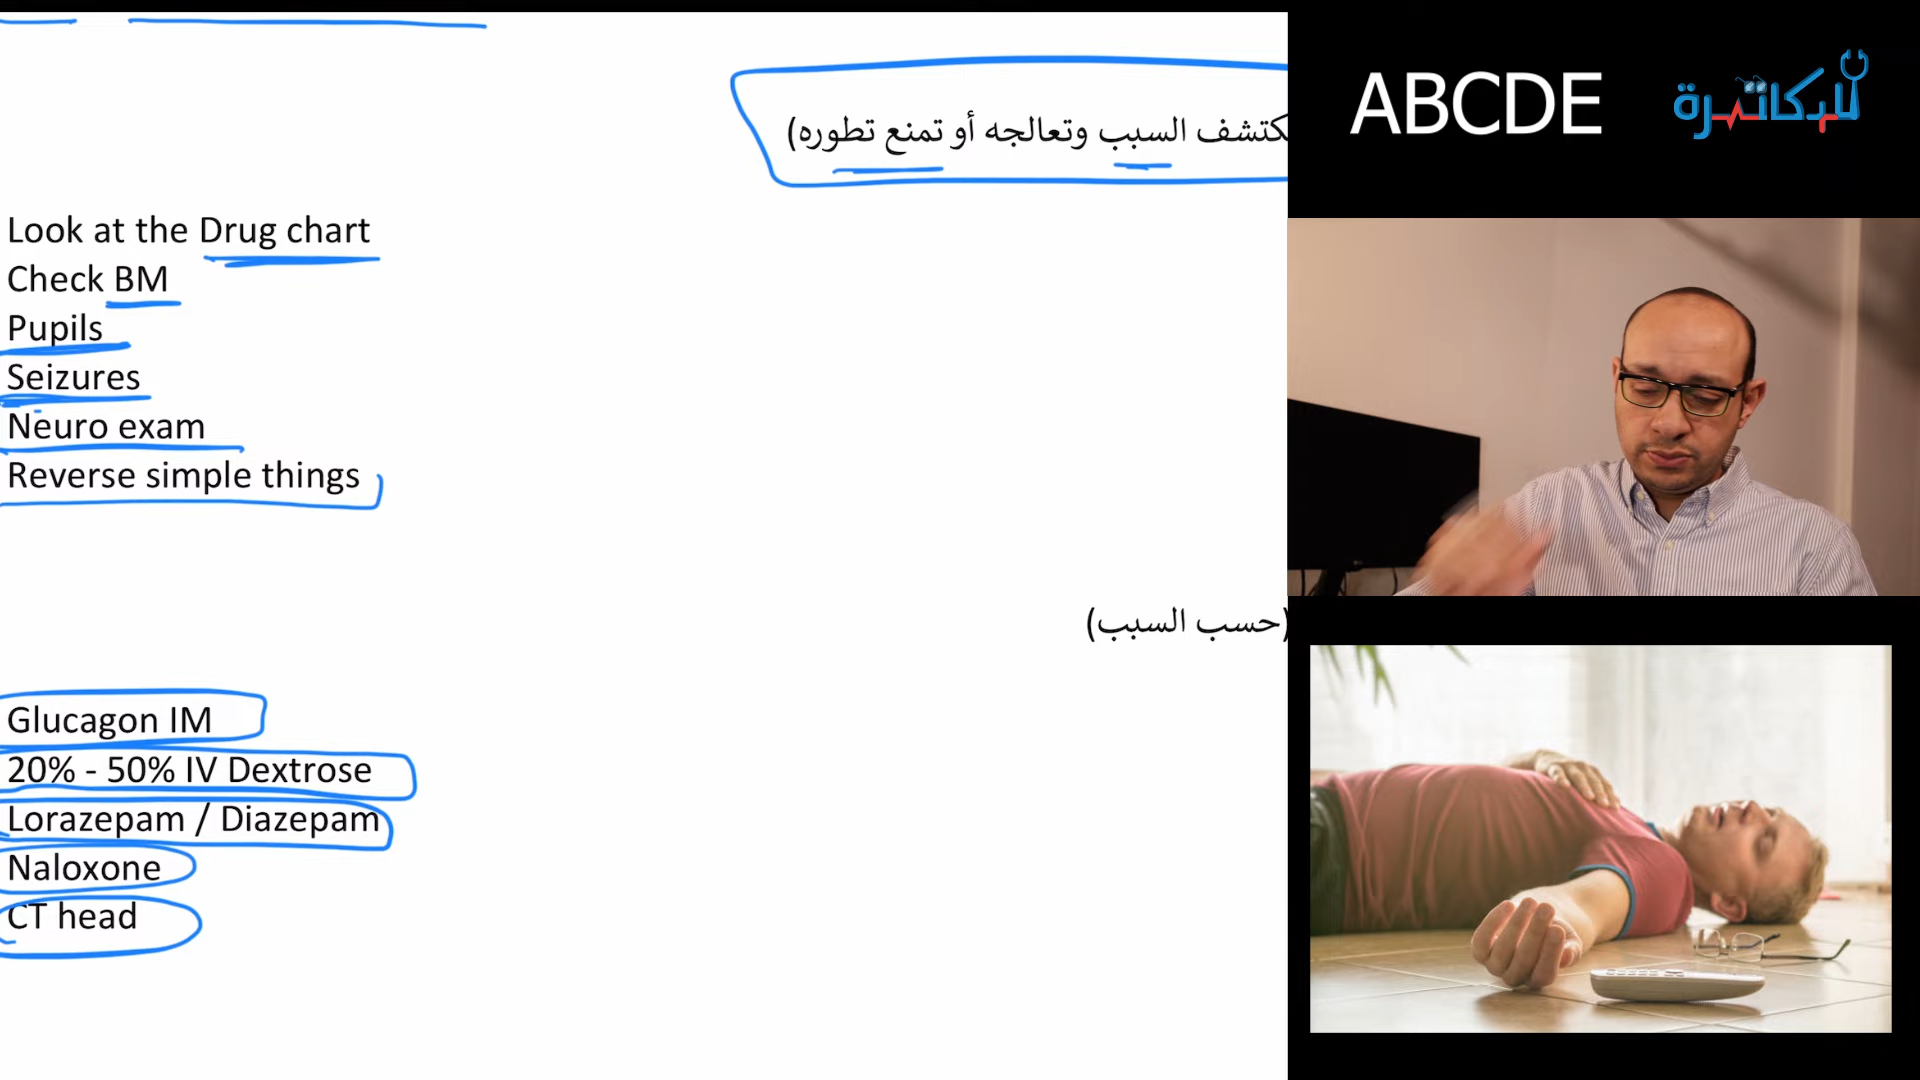 ABCDE
للدكاترة
كتشف السبب وتعالجه أو تمنع تطوره)
Look at the Drug chart
Check BM
Pupils
Seizures
Neuro exam
Reverse simple things
(حسب السبب)
Glucagon IM
20% - 50% IV Dextrose
Lorazepam / Diazepam
Naloxone
CT head